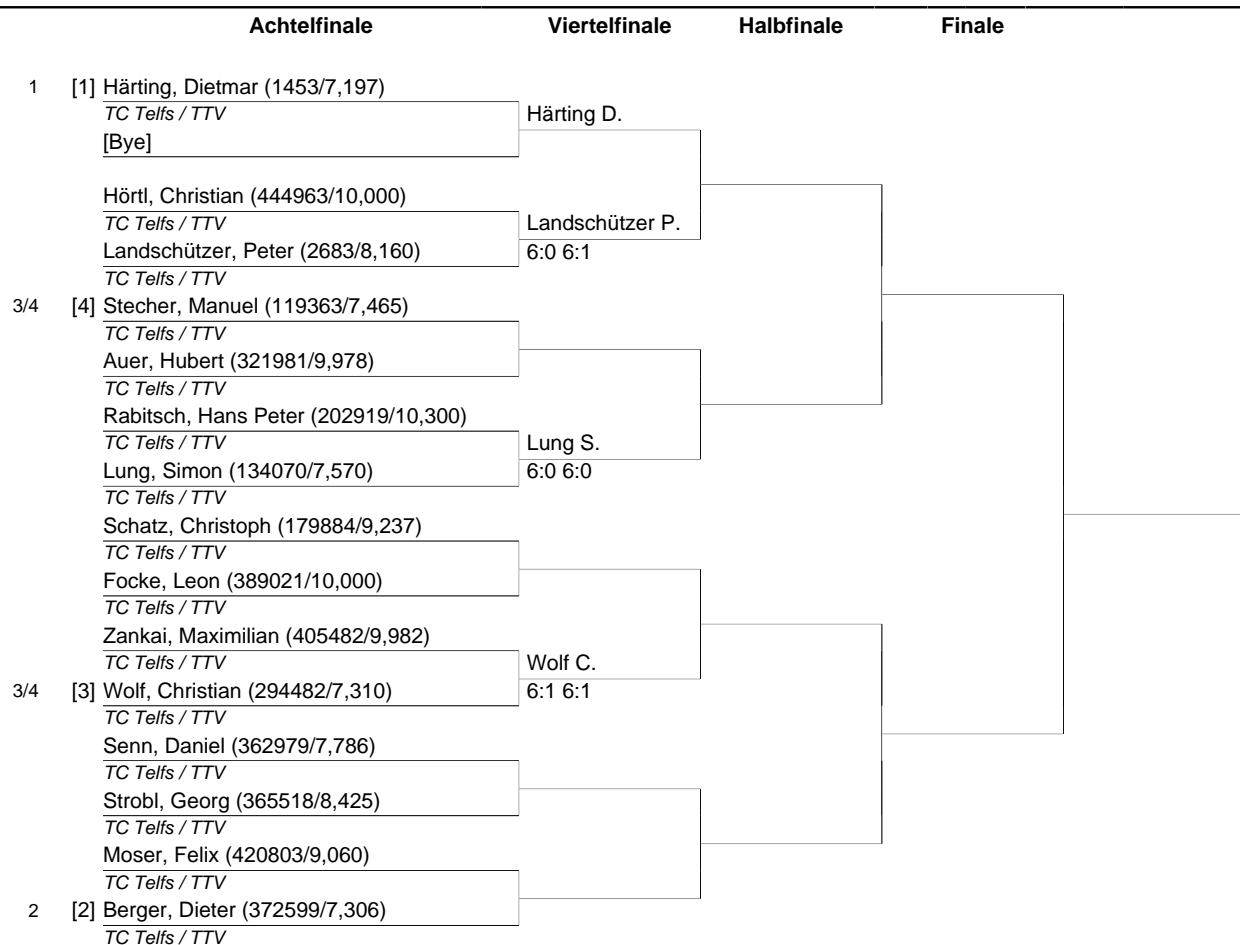 Achtelfinale Viertelfinale Halbfinale Finale
1 [1] Härting, Dietmar (1453/7,197)
TC Telfs / TTV Härting D.
[Bye]
Hörtl, Christian (444963/10,000)
TC Telfs / TTV Landschützer P.
Landschützer, Peter (2683/8,160) 6:0 6:1
TC Telfs / TTV
3/4 [4] Stecher, Manuel (119363/7,465)
TC Telfs / TTV
Auer, Hubert (321981/9,978)
TC Telfs / TTV
Rabitsch, Hans Peter (202919/10,300)
TC Telfs / TTV Lung S.
Lung, Simon (134070/7,570) 6:0 6:0
TC Telfs / TTV
Schatz, Christoph (179884/9,237)
TC Telfs / TTV
Focke, Leon (389021/10,000)
TC Telfs / TTV
Zankai, Maximilian (405482/9,982)
TC Telfs / TTV Wolf C.
3/4 [3] Wolf, Christian (294482/7,310) 6:1 6:1
TC Telfs / TTV
Senn, Daniel (362979/7,786)
TC Telfs / TTV
Strobl, Georg (365518/8,425)
TC Telfs / TTV
Moser, Felix (420803/9,060)
TC Telfs / TTV
2 [2] Berger, Dieter (372599/7,306)
TC Telfs / TTV